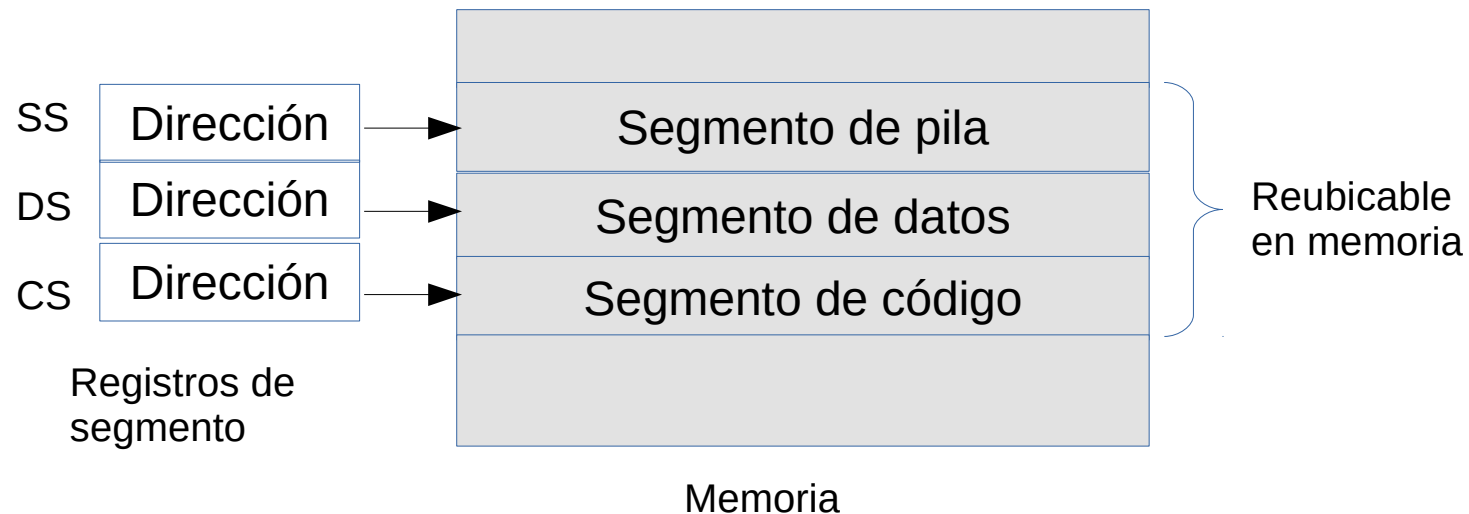 SS
Dirección
Segmento de pila
DS
Dirección
Segmento de datos
CS
Dirección
Segmento de código
Reubicable
en memoria
Registros de
segmento
Memoria